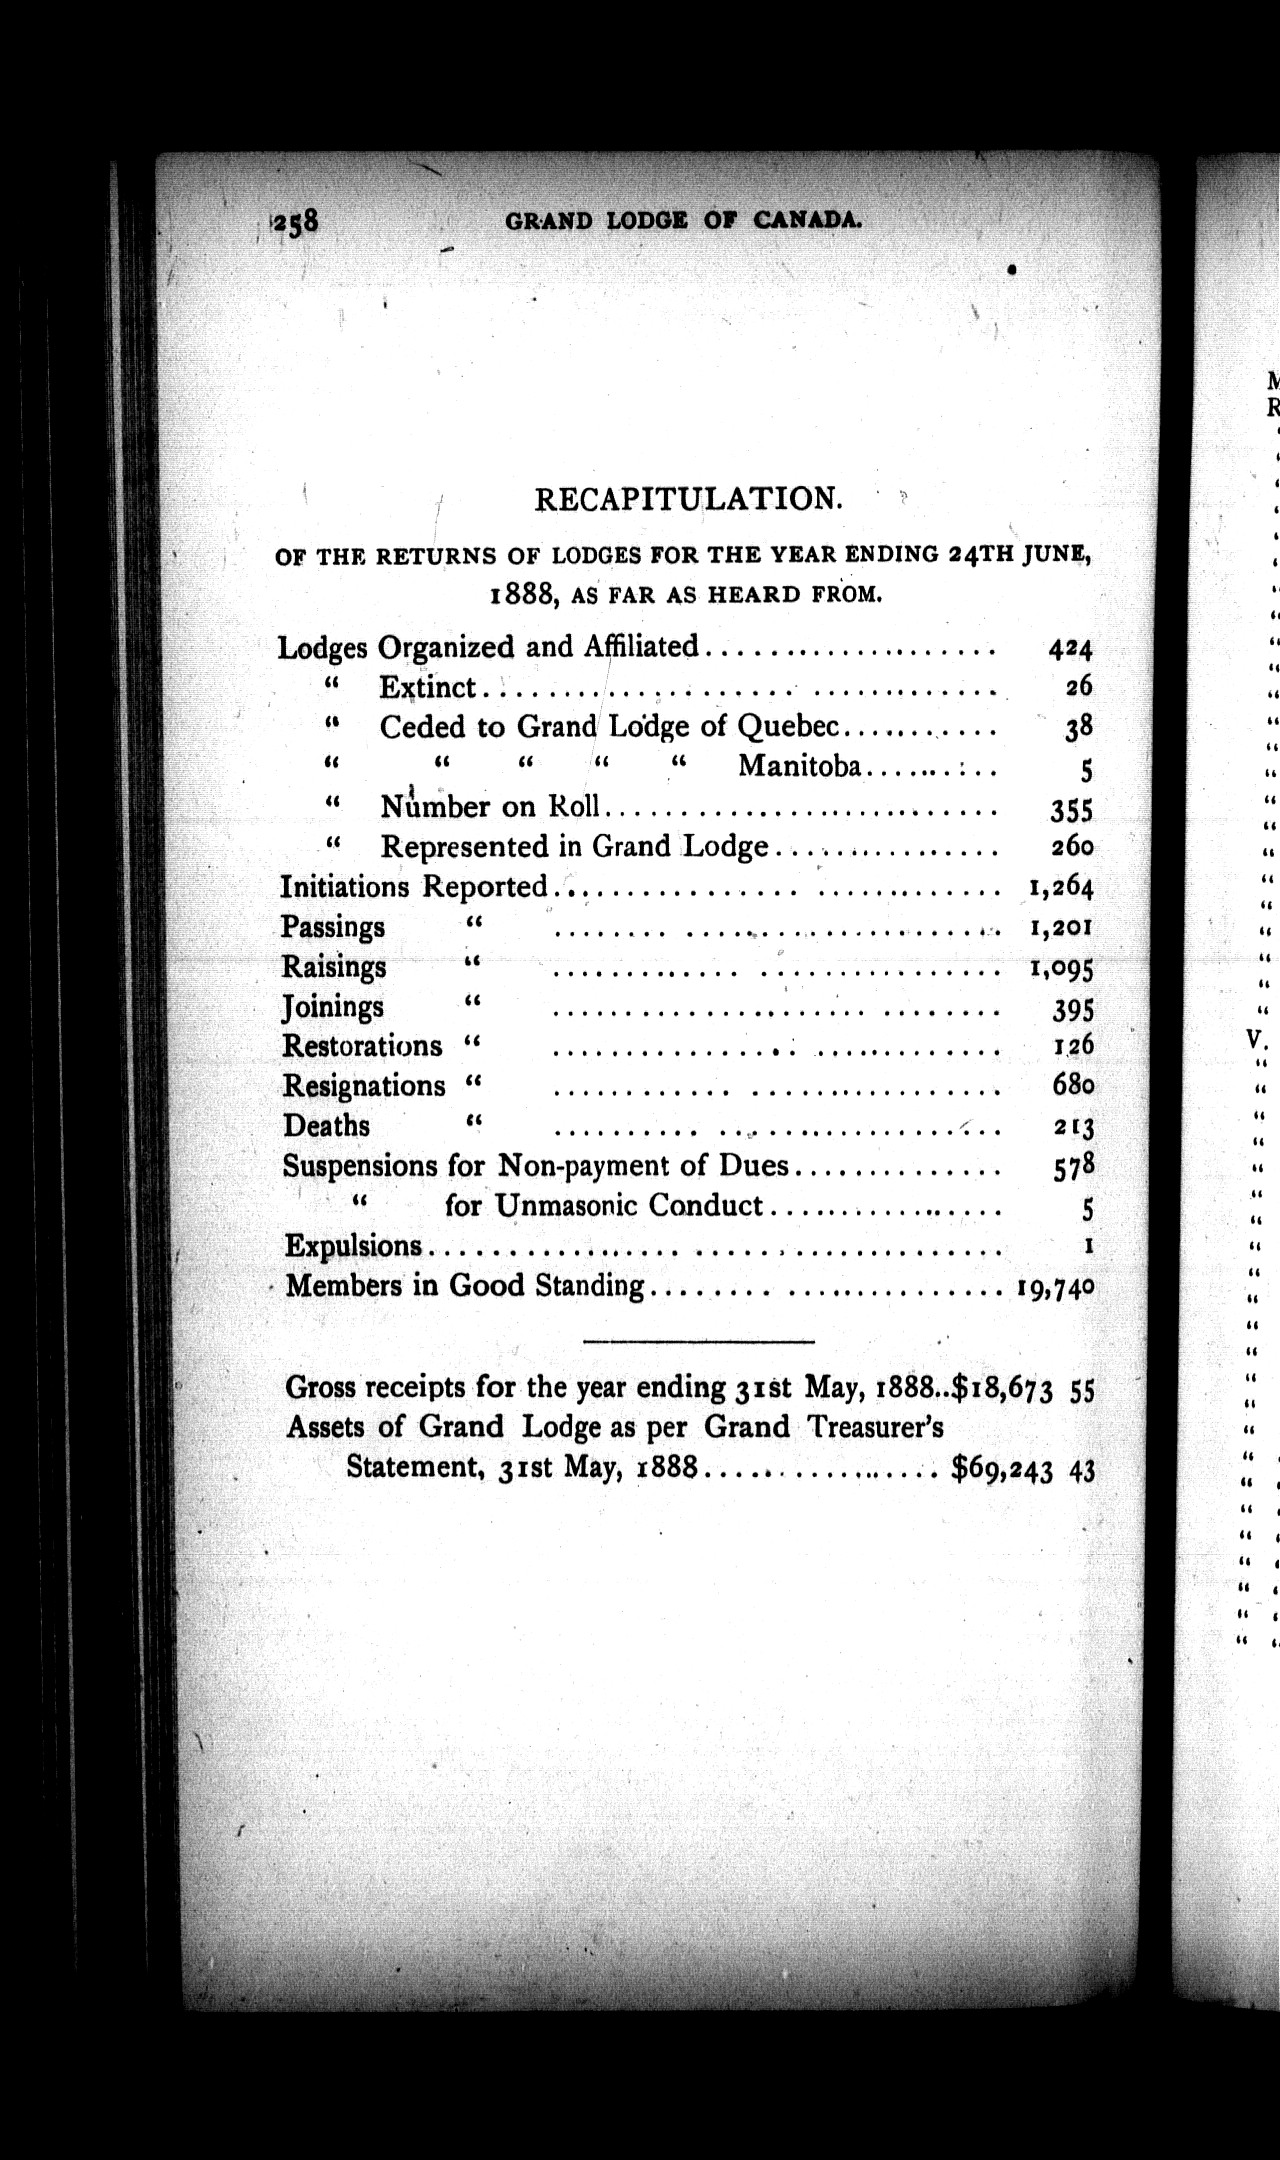 258 GRAND LODGE OF CANADA.
RECAPITULATION.
OF THE RETURNS OF LODGES FOR THE YEAR ENDING 24TH JUNE,
1888, AS FAR AS HEARD FROM.
Lodges Organized and Affiliated................... 424
“ Extinct.......................... 26
“ Ceded to Grand Lodge of Quebec........... 38
“ “ “ “ “ Manitoba......... 5
“ Number on Roll.......................... 355
“ Represented in Grand Lodge............... 260
Initiations Reported............................ 1,264
Passings “ ............................ 1,201
Raisings “ ............................ 1,095
Joinings “ ............................ 395
Restorations “ ............................ 126
Resignations “ ............................ 680
Deaths “ ............................ 213
Suspensions for Non-payment of Dues.............. 578
“ for Unmasonic Conduct................ 5
Expulsions.................................... 1
Members in Good Standing....................... 19,740
Gross receipts for the year ending 31st May, 1888..$18,673 55
Assets of Grand Lodge as per Grand Treasurer’s
Statement, 31st May, 1888................ $69,243 43
M
R
V.